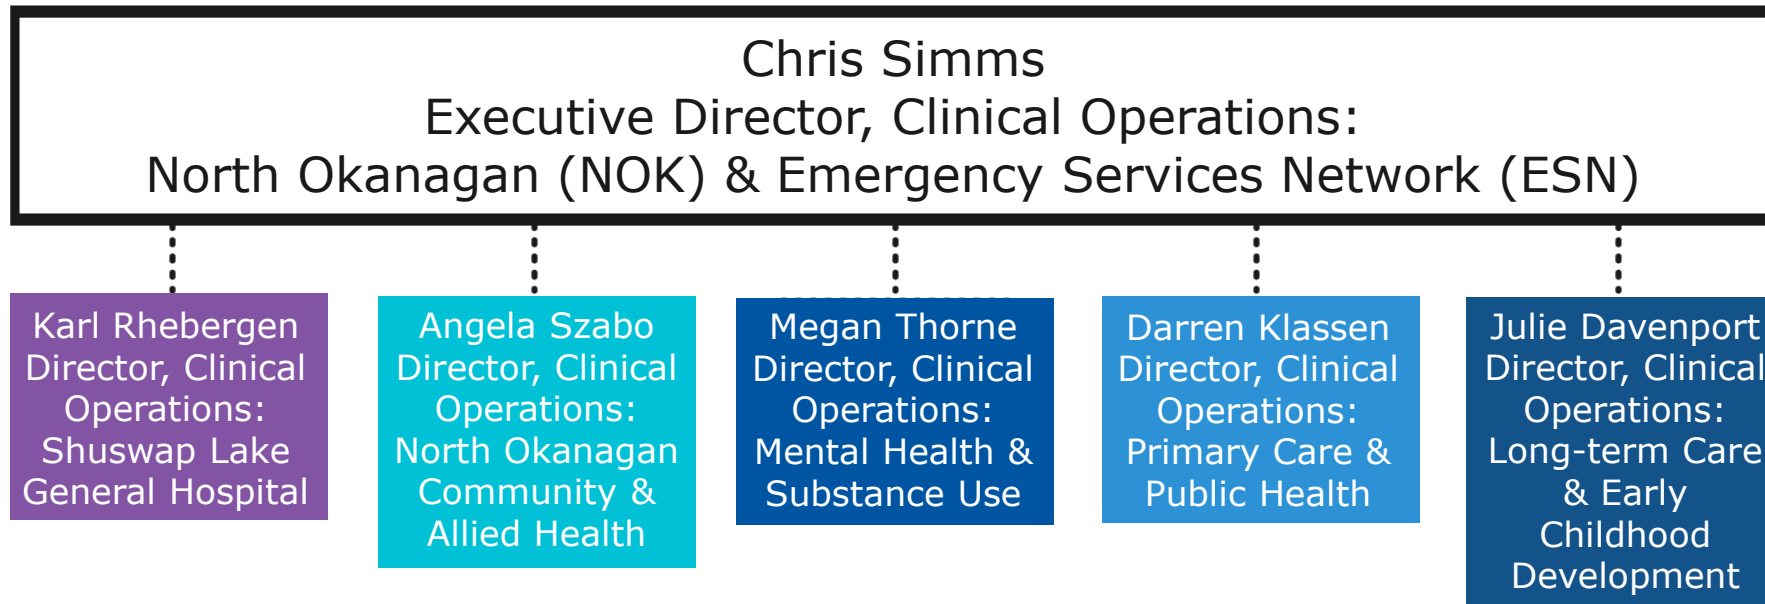 Chris Simms
Executive Director, Clinical Operations:
North Okanagan (NOK) & Emergency Services Network (ESN)
Karl Rhebergen
Director, Clinical
Operations:
Shuswap Lake
General Hospital
Angela Szabo
Director, Clinical
Operations:
North Okanagan
Community &
Allied Health
Megan Thorne
Director, Clinical
Operations:
Mental Health &
Substance Use
Darren Klassen
Director, Clinical
Operations:
Primary Care &
Public Health
Julie Davenport
Director, Clinical
Operations:
Long-term Care
& Early
Childhood
Development